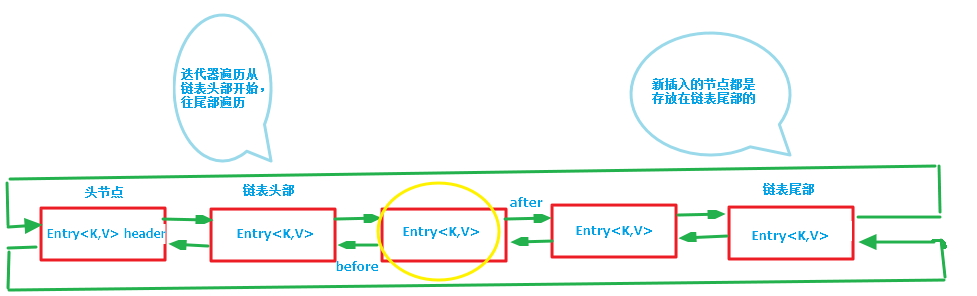 迭代器遍历从
链表头部开始，
往尾部遍历
新插入的节点都是
存放在链表尾部的
头节点
链表头部
链表尾部
after
Entry<K,V> header
Entry<K,V>
Entry<K,V>
Entry<K,V>
Entry<K,V>
before